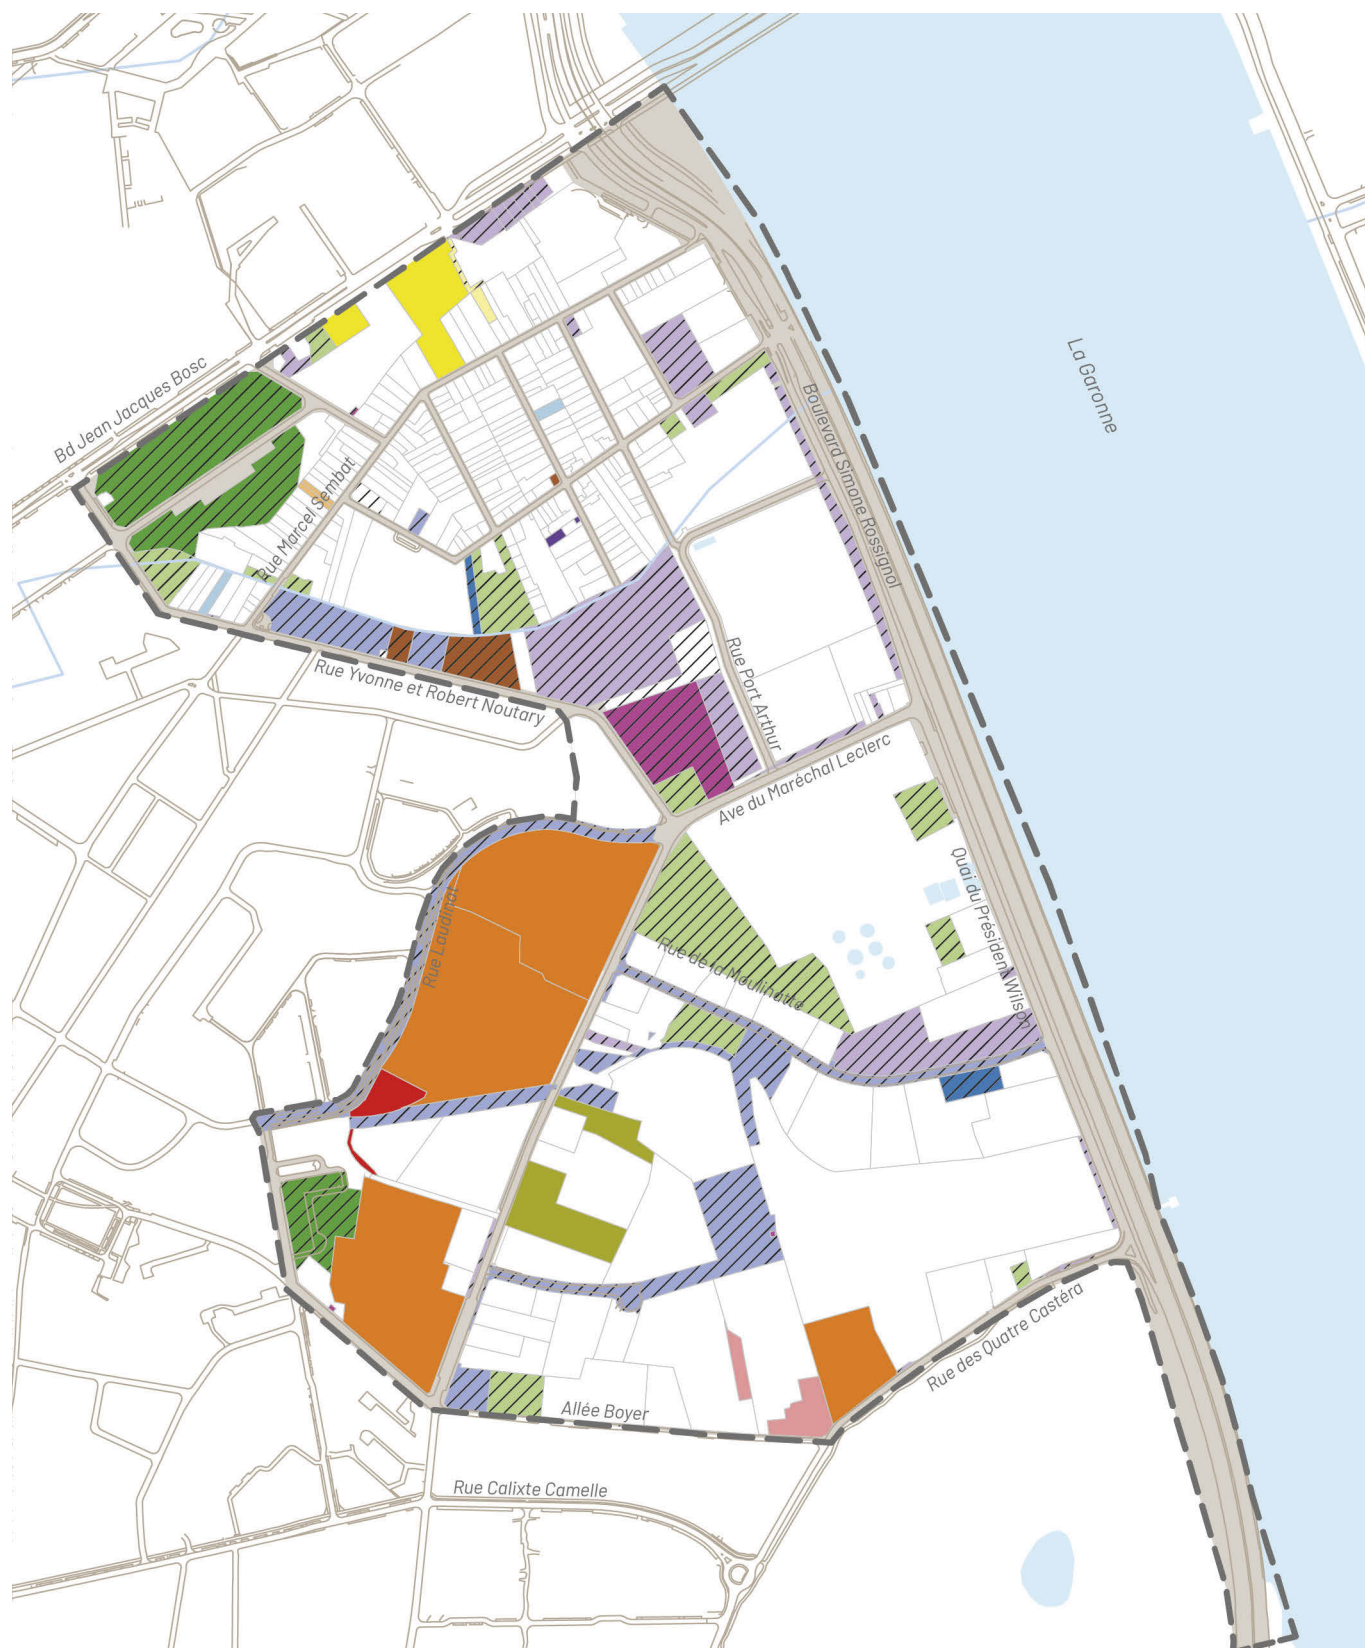 La Garonne
Bd Jean Jacques Bosc
Boulevard Simone Rossignol
Rue Marcel Sembat
Rue Port Arthur
Rue Yvonne et Robert Noutary
Ave du Maréchal Leclerc
Quai du Président Wilson
Rue Laudinat
Rue de la Moulinatte
Rue des Quatre Castéra
Allée Boyer
Rue Calixte Camelle